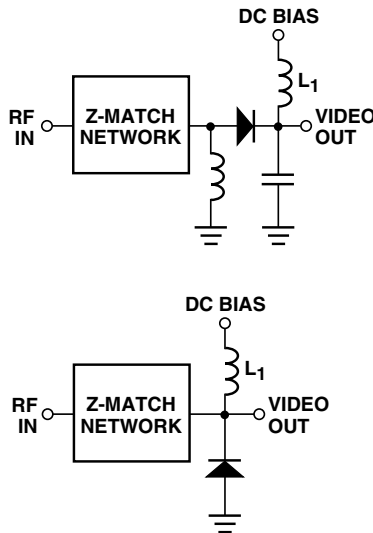 DC BIAS
L1
RF
IN
Z-MATCH
NETWORK
VIDEO
OUT
DC BIAS
L1
RF
IN
Z-MATCH
NETWORK
VIDEO
OUT